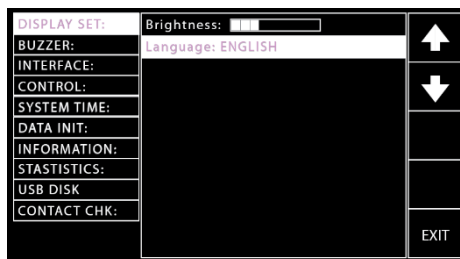 DISPLAY SET:
BUZZER:
INTERFACE:
CONTROL:
SYSTEM TIME:
DATA INIT:
INFORMATION:
STASTISTICS:
USB DISK
CONTACT CHK:
Brightness:
Language: ENGLISH
EXIT